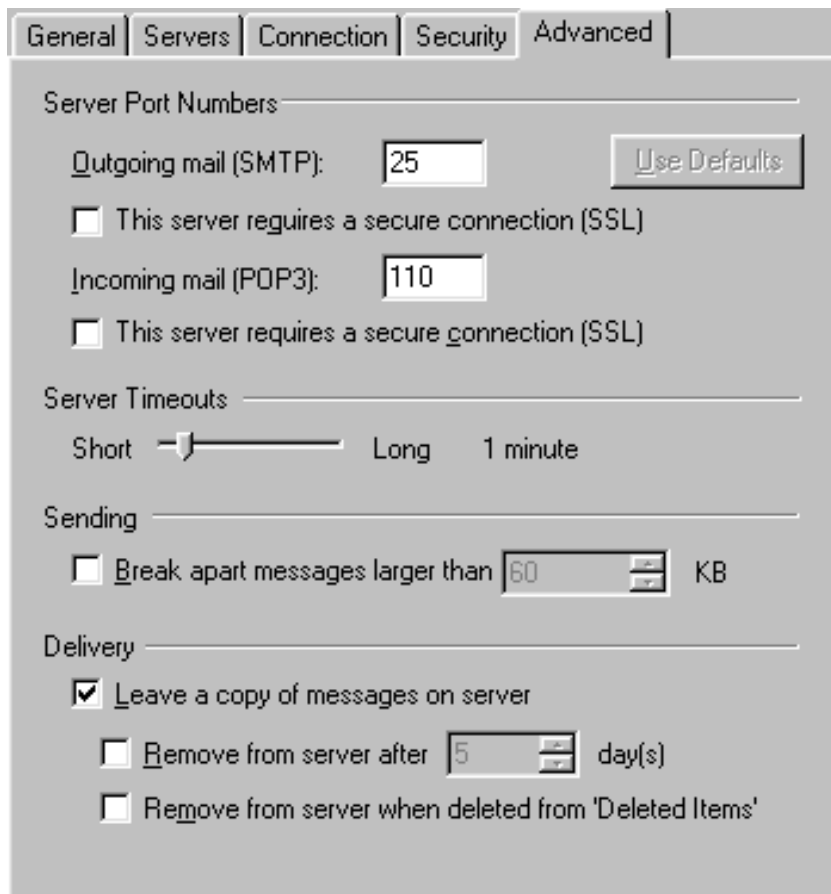 General Servers Connection Security Advanced
Server Port Numbers
Outgoing mail (SMTP): 25 Use Defaults
This server requires a secure connection (SSL)
Incoming mail (POP3): 110
This server requires a secure connection (SSL)
Server Timeouts
Short Long 1 minute
Sending
Break apart messages larger than 60 KB
Delivery
Leave a copy of messages on server
Remove from server after 5 day(s)
Remove from server when deleted from 'Deleted Items'